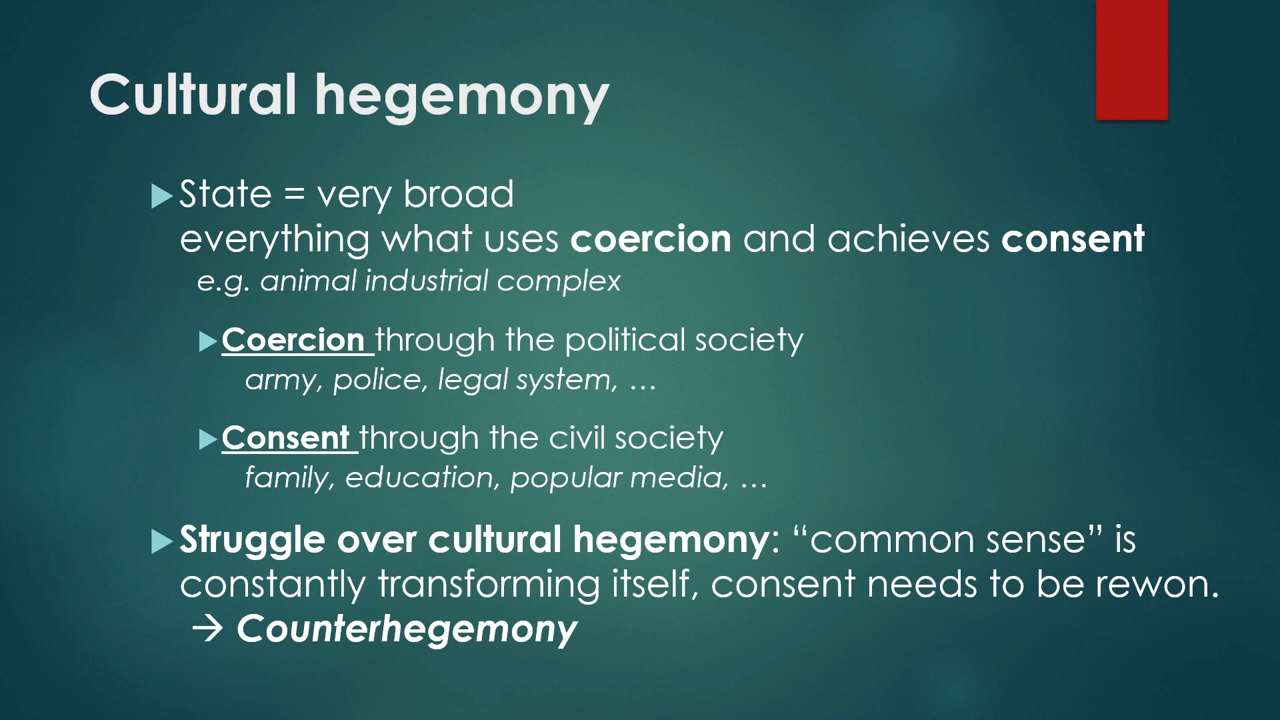 Cultural hegemony
State = very broad
everything what uses coercion and achieves consent
e.g. animal industrial complex
Coercion through the political society
army, police, legal system, …
Consent through the civil society
family, education, popular media, …
Struggle over cultural hegemony: “common sense” is
constantly transforming itself, consent needs to be rewon.
→ Counterhegemony